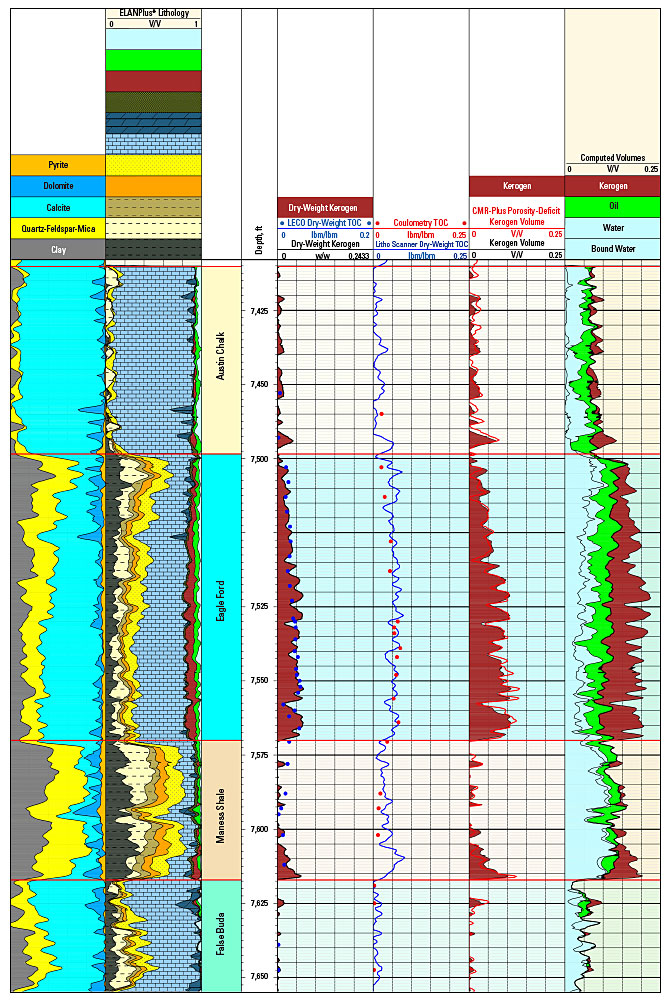 ELANPlus* Lithology
0 V/V 1
Computed Volumes
0 V/V 0.25
Pyrite
Dolomite
Kerogen
Kerogen
Calcite
Dry-Weight Kerogen
CMR-Plus Porosity-Deficit
Kerogen Volume
Oil
Quartz-Feldspar-Mica
LECO Dry-Weight TOC
0 lbm/lbm 0.2
Coulometry TOC
0 lbm/lbm 0.25
0 V/V 0.25
Water
Clay
Depth, ft
Dry-Weight Kerogen
0 w/w 0.2433
Litho Scanner Dry-Weight TOC
0 lbm/lbm 0.25
Kerogen Volume
0 V/V 0.25
Bound Water
Austin Chalk
7,425
7,450
7,500
Eagle Ford
7,525
7,550
Maness Shale
7,575
7,600
False Buda
7,625
7,650